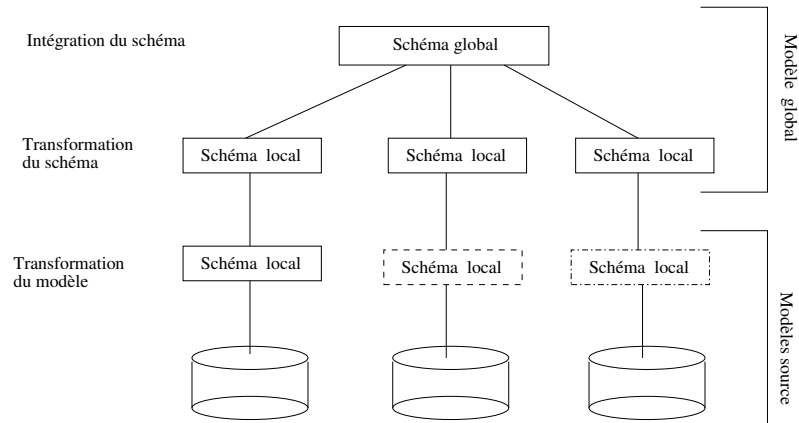 Intégration du schéma
Schéma global
Modèle global
Transformation
du schéma
Schéma local
Schéma local
Schéma local
Transformation
du modèle
Schéma local
Schéma local
Schéma local
Modèles source